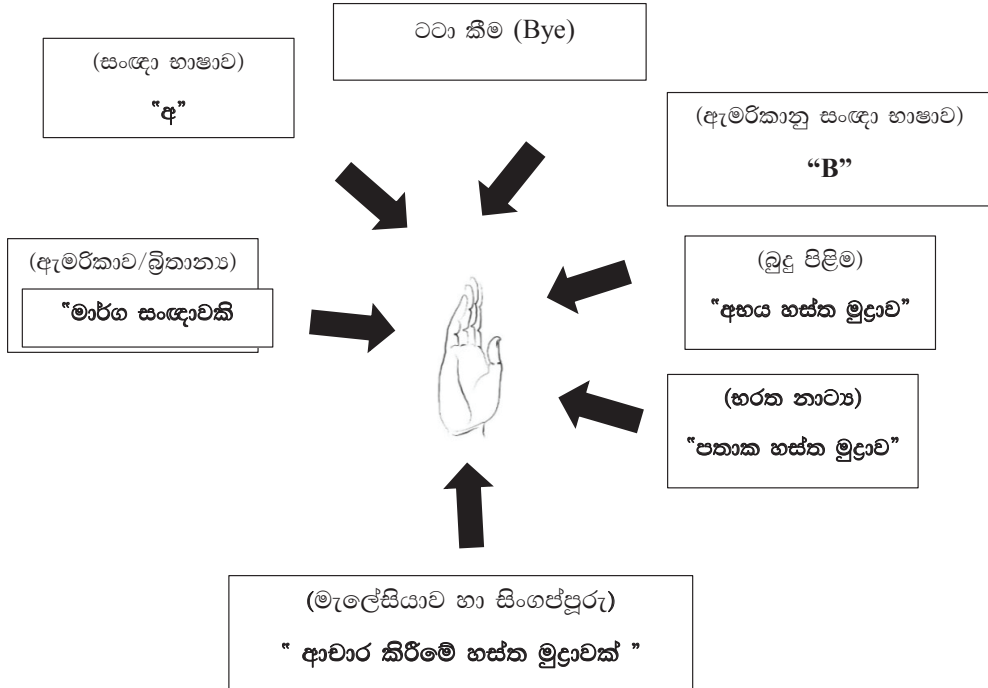 ටටා කීම (Bye)
(සංඥා භාෂාව)
“අ”
(ඇමරිකානු සංඥා භාෂාව)
“B”
(ඇමරිකාව/බ්‍රිතාන්‍ය)
“මාර්ග සංඥාවකි
(බුදු පිළිම)
“අභය හස්ත මුද්‍රාව”
(භරත නාට්‍ය)
“පතාක හස්ත මුද්‍රාව”
(මැලේසියාව හා සිංගප්පූරු)
“ ආචාර කිරීමේ හස්ත මුද්‍රාවක් ”